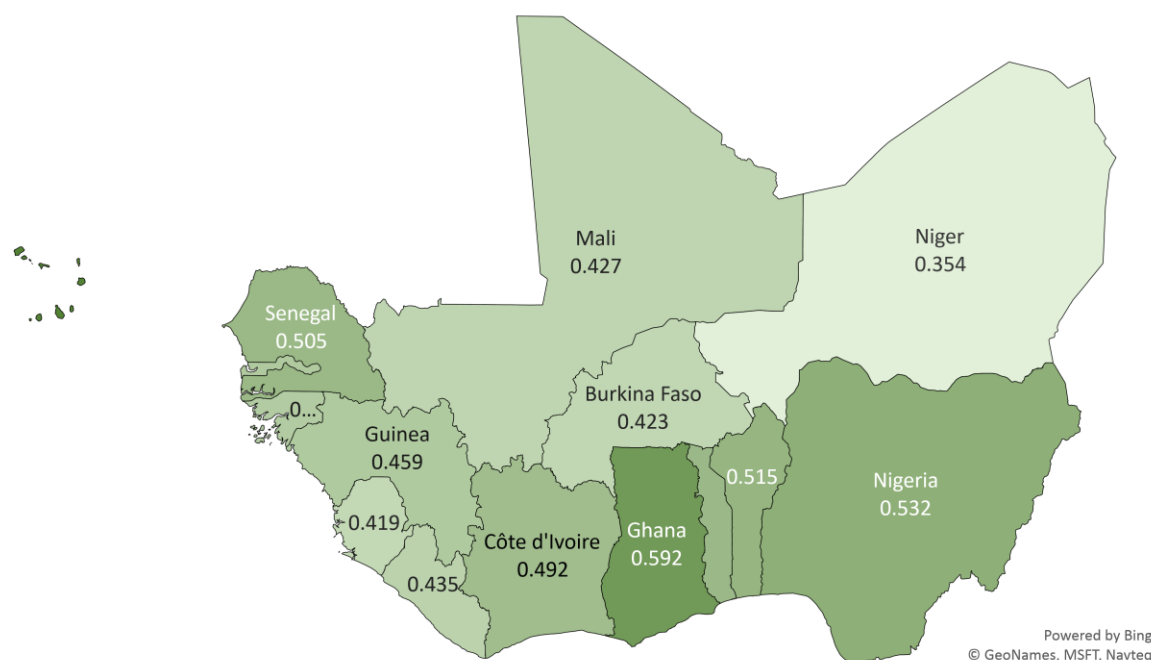 Mali
0.427
Niger
0.354
Senegal
0.505
Burkina Faso
0.423
0...
Guinea
0.459
0.515
Nigeria
0.532
0.419
Côte d'Ivoire
0.492
Ghana
0.592
0.435
Powered by Bing
© GeoNames, MSFT, Navteq